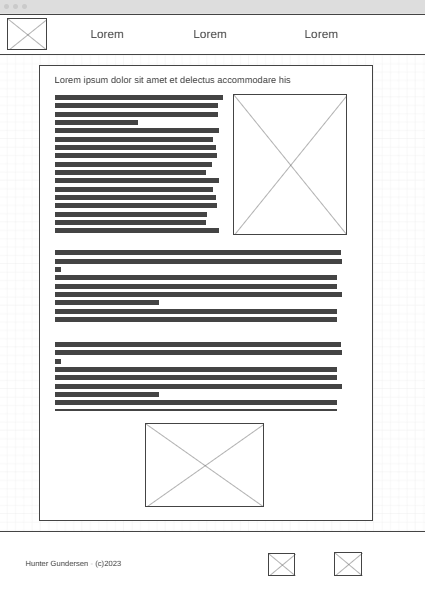 Lorem
Lorem
Lorem
Lorem ipsum dolor sit amet et delectus accommodare his
Hunter Gundersen · (c)2023